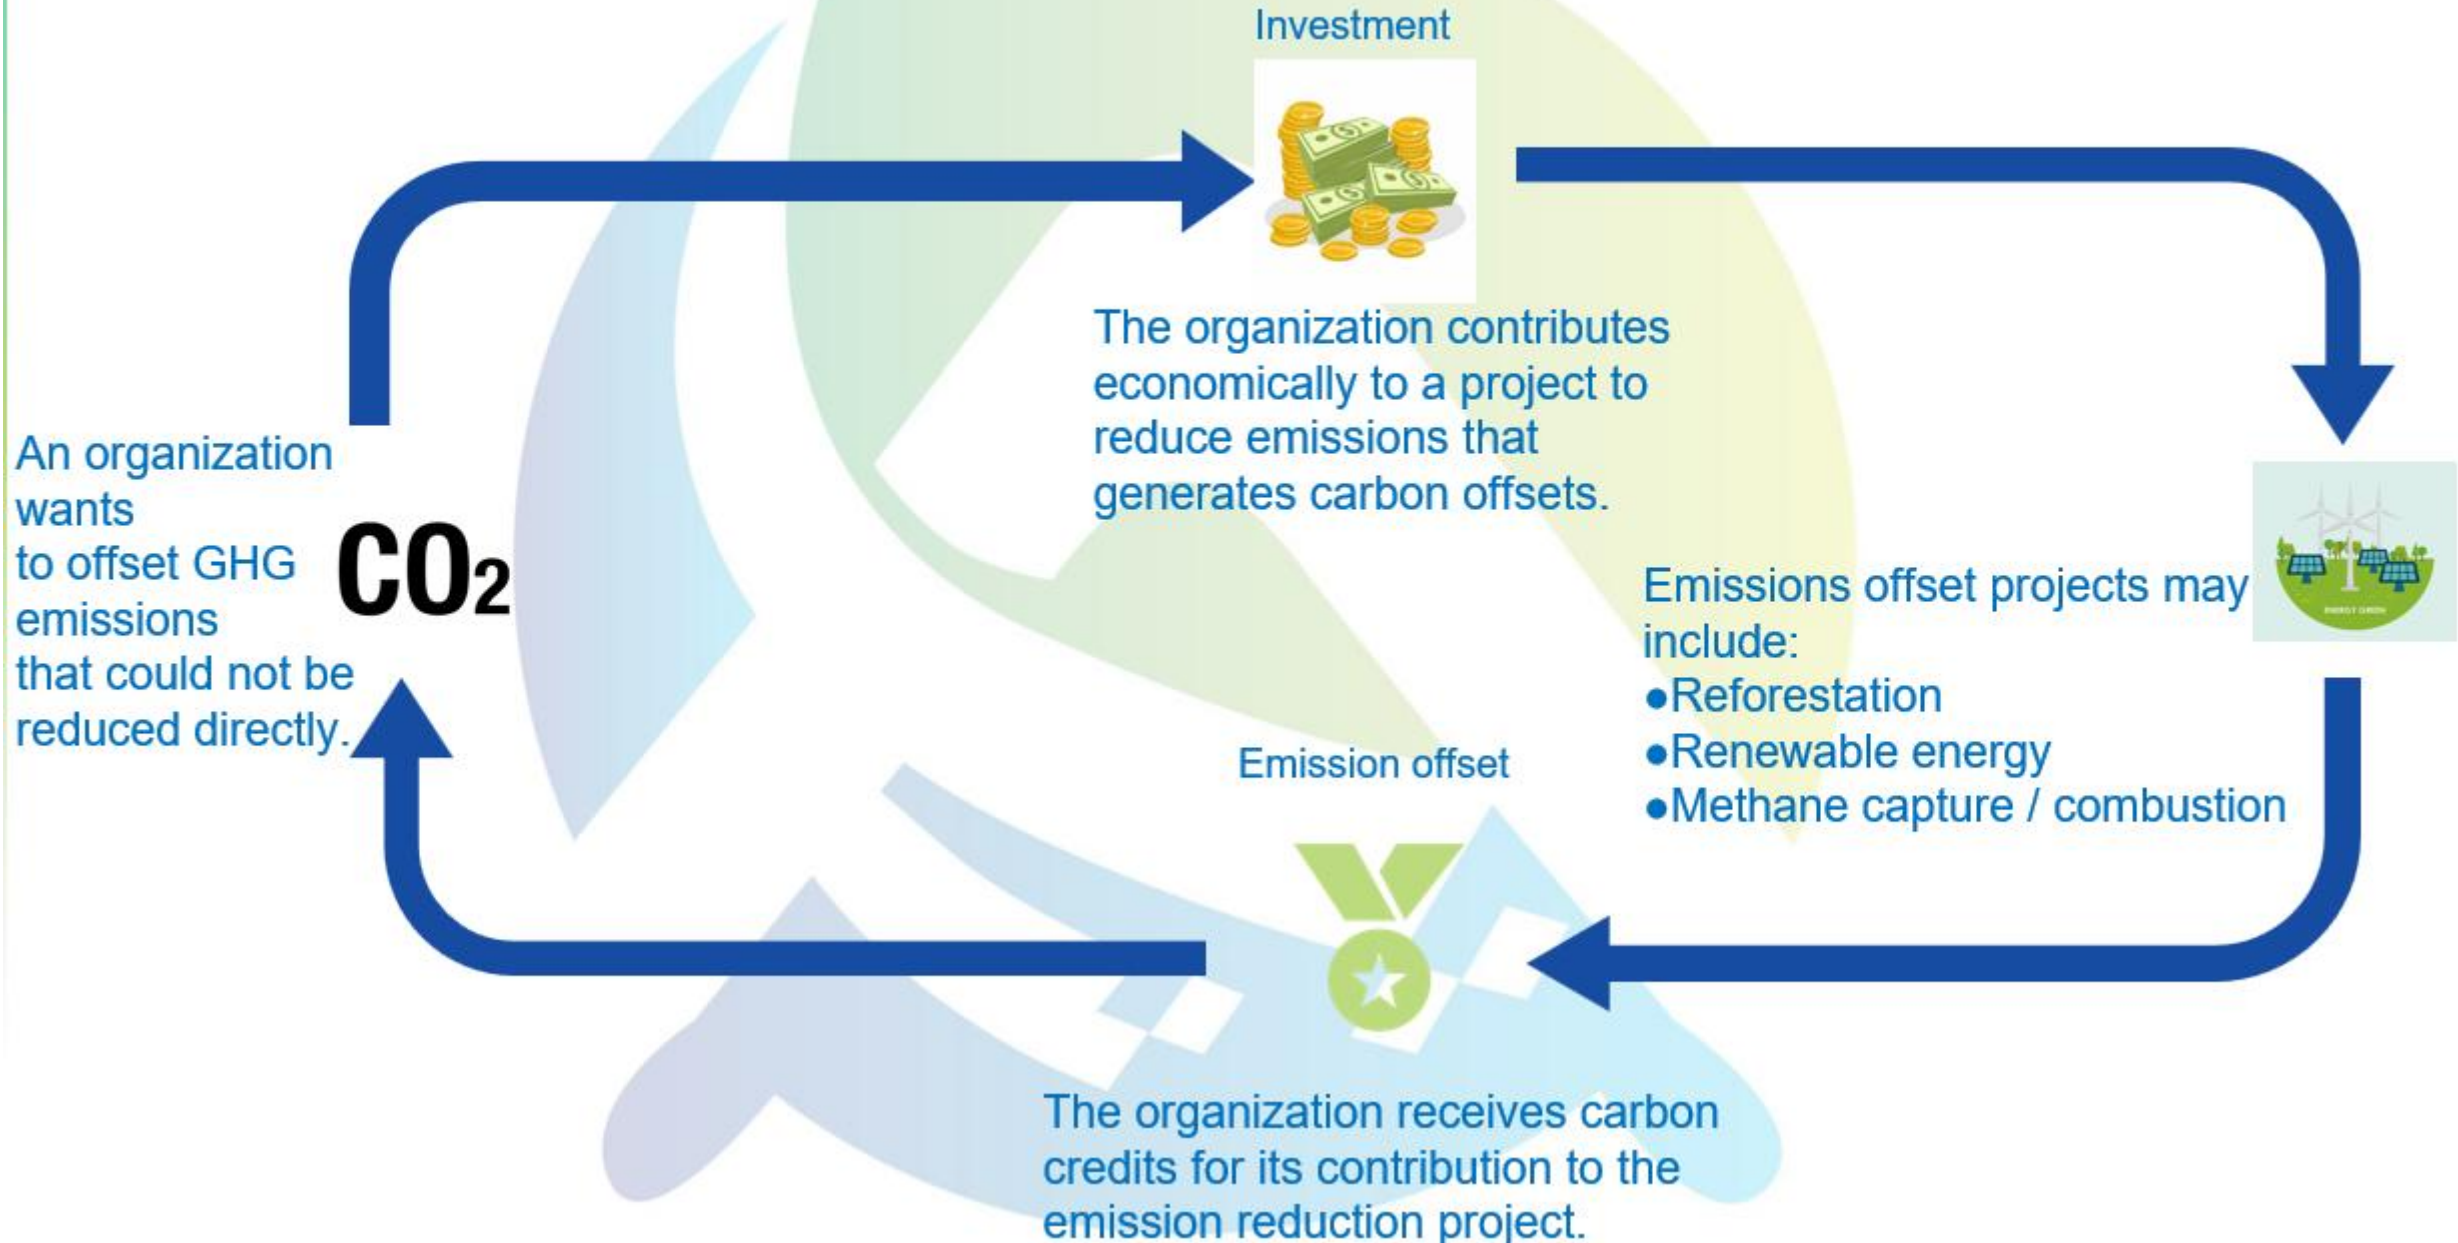 Investment
The organization contributes
economically to a project to
reduce emissions that
generates carbon offsets.
An organization
wants
to offset GHG
emissions
that could not be
reduced directly.
CO₂
Emissions offset projects may
include:
●Reforestation
●Renewable energy
●Methane capture / combustion
ENERGY GREEN
Emission offset
The organization receives carbon
credits for its contribution to the
emission reduction project.